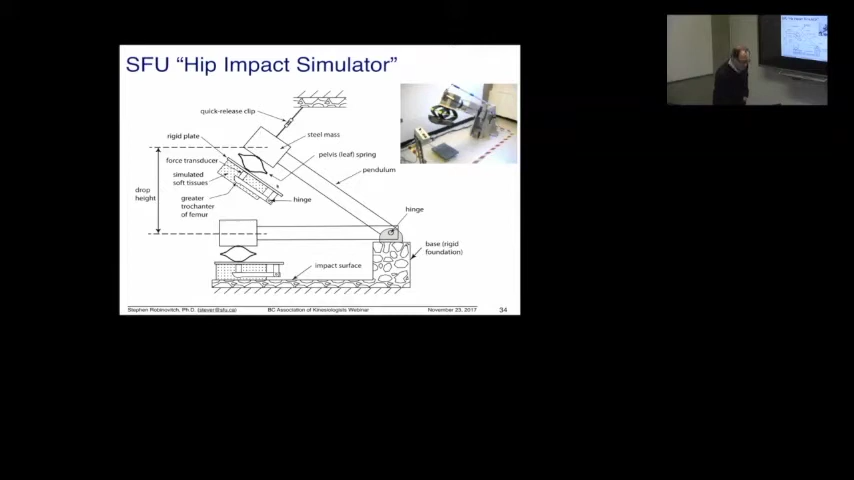 SFU “Hip Impact Simulator”
quick-release clip
rigid plate
steel mass
force transducer
pelvis (leaf) spring
simulated
soft tissues
pendulum
drop
height
greater
trochanter
of femur
hinge
hinge
base (rigid
foundation)
impact surface
Stephen Robinovitch, Ph.D. (stever@sfu.ca)
BC Association of Kinesiologists Webinar
November 23, 2017
34